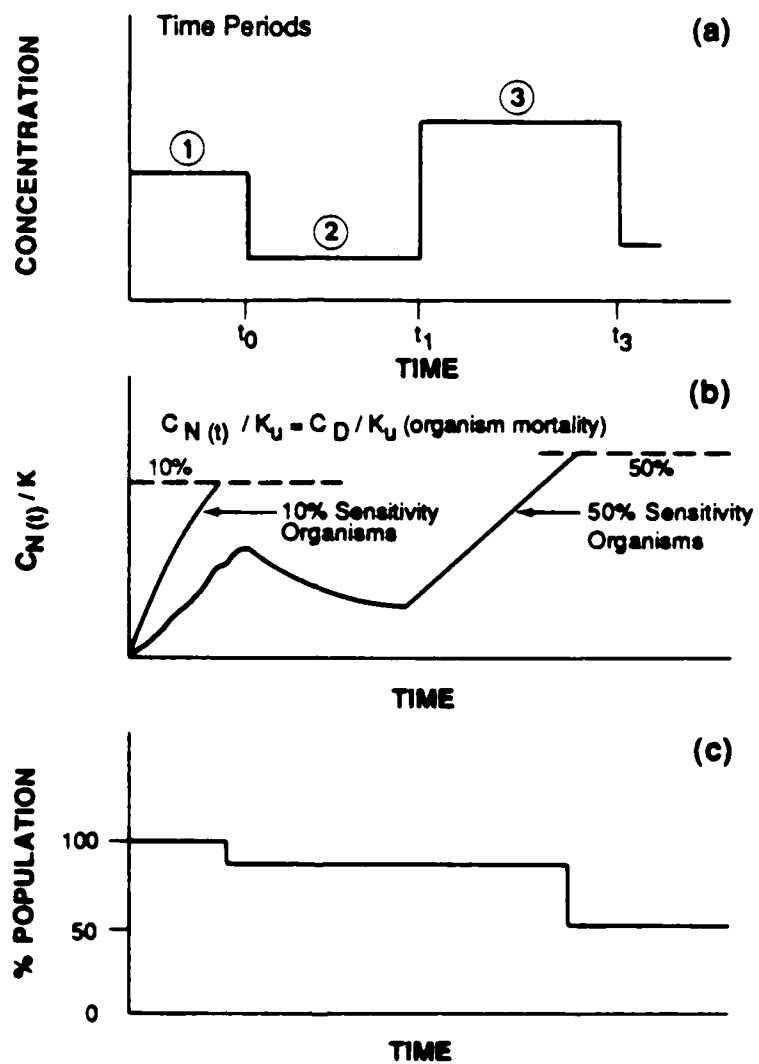 Time Periods
(a)
CONCENTRATION
1
2
3
t0
t1
t3
TIME
(b)
CN(t) / KU = CD / KU (organism mortality)
CN(t) / K
10%
50%
10% Sensitivity
Organisms
50% Sensitivity
Organisms
TIME
(c)
% POPULATION
100
50
0
TIME